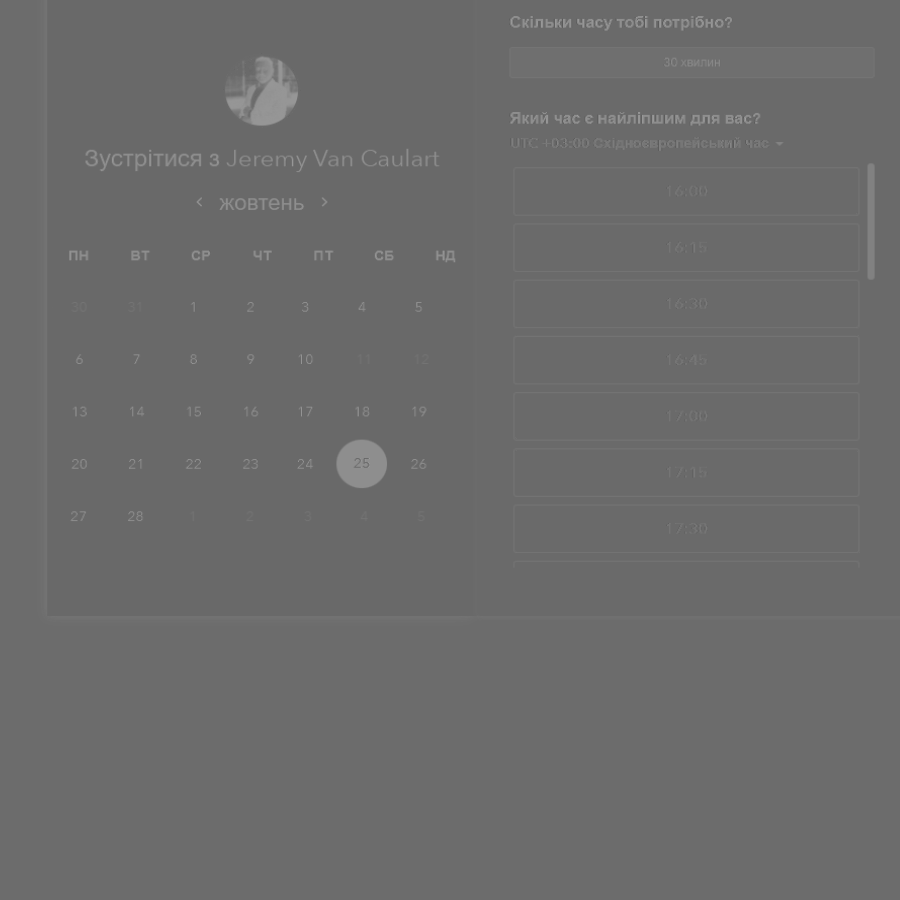 Зустрітися з Jeremy Van Caulart
жовтень
ПН ВТ СР ЧТ ПТ СБ НД
30 31 1 2 3 4 5
6 7 8 9 10 11 12
13 14 15 16 17 18 19
20 21 22 23 24 25 26
27 28 1 2 3 4 5
Скільки часу тобі потрібно?
30 хвилин
Який час є найліпшим для вас?
UTC +03:00 Східноєвропейський час
16:00
16:15
16:30
16:45
17:00
17:15
17:30